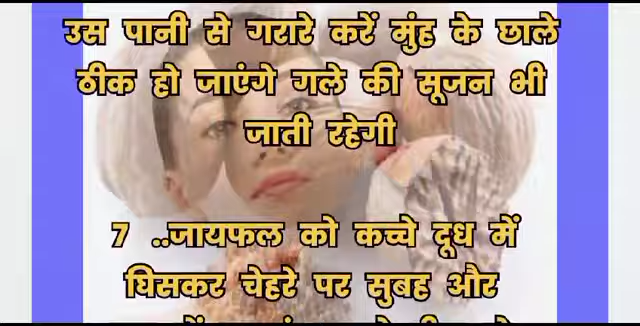 उस पानी से गरारे करें मुंह के छाले
ठीक हो जाएंगे गले की सूजन भी
जाती रहेगी
7 ..जायफल को कच्चे दूध में
घिसकर चेहरे पर सुबह और